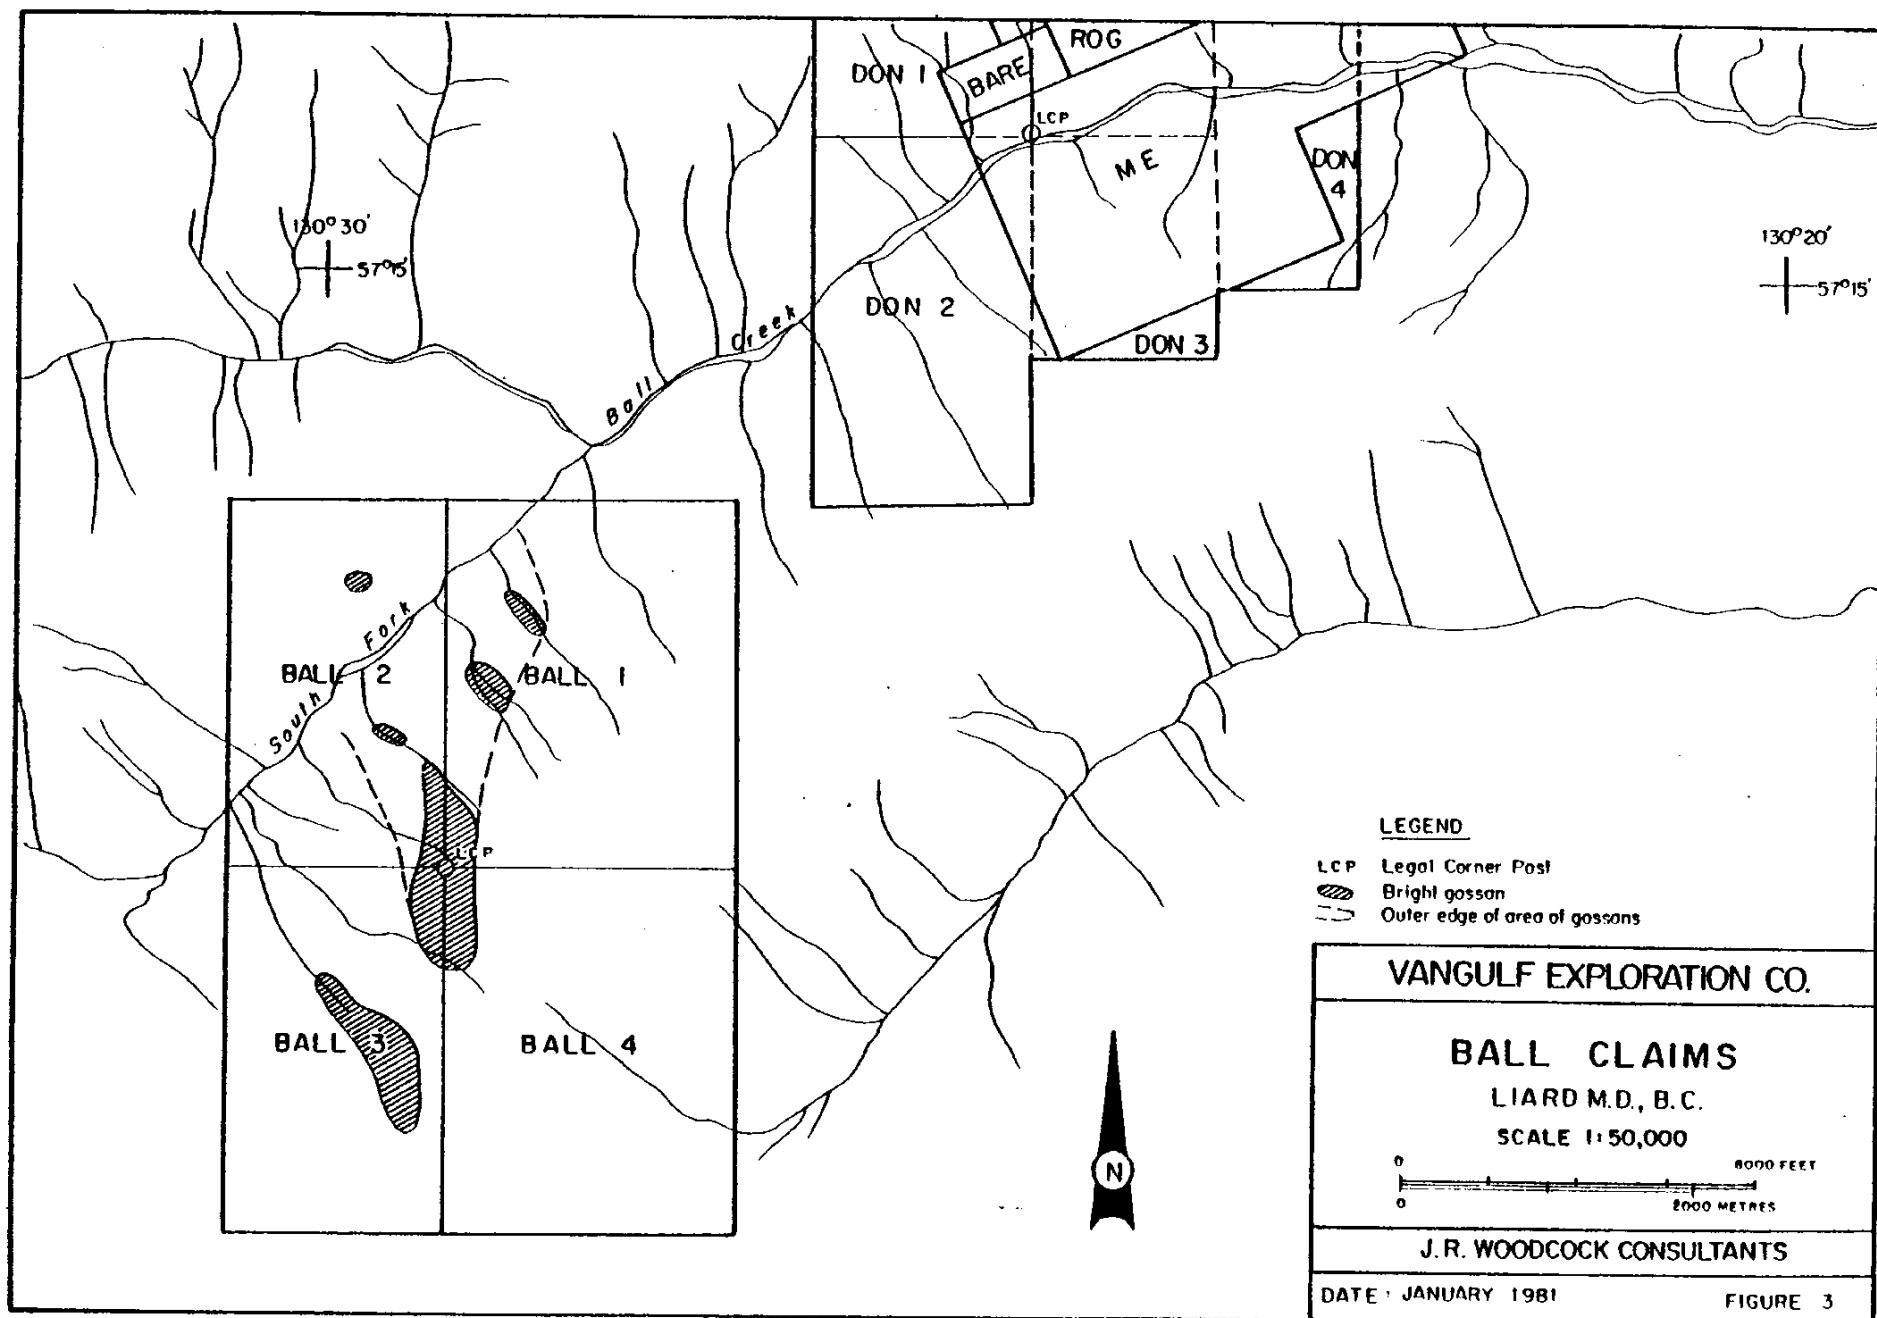 ROG
DON 1
BARE
LCP
ME
DON
4
130° 30'
57°15'
130° 20'
57°15'
DON 2
DON 3
Ball Creek
South Fork
BALL 2
BALL 1
LCP
BALL 3
BALL 4
LEGEND
LCP Legal Corner Post
Bright gossan
Outer edge of area of gossans
VANGULF EXPLORATION CO.
BALL CLAIMS
LIARD M.D., B.C.
SCALE 1:50,000
0 8000 FEET
0 2000 METRES
J.R. WOODCOCK CONSULTANTS
DATE: JANUARY 1981 FIGURE 3
N